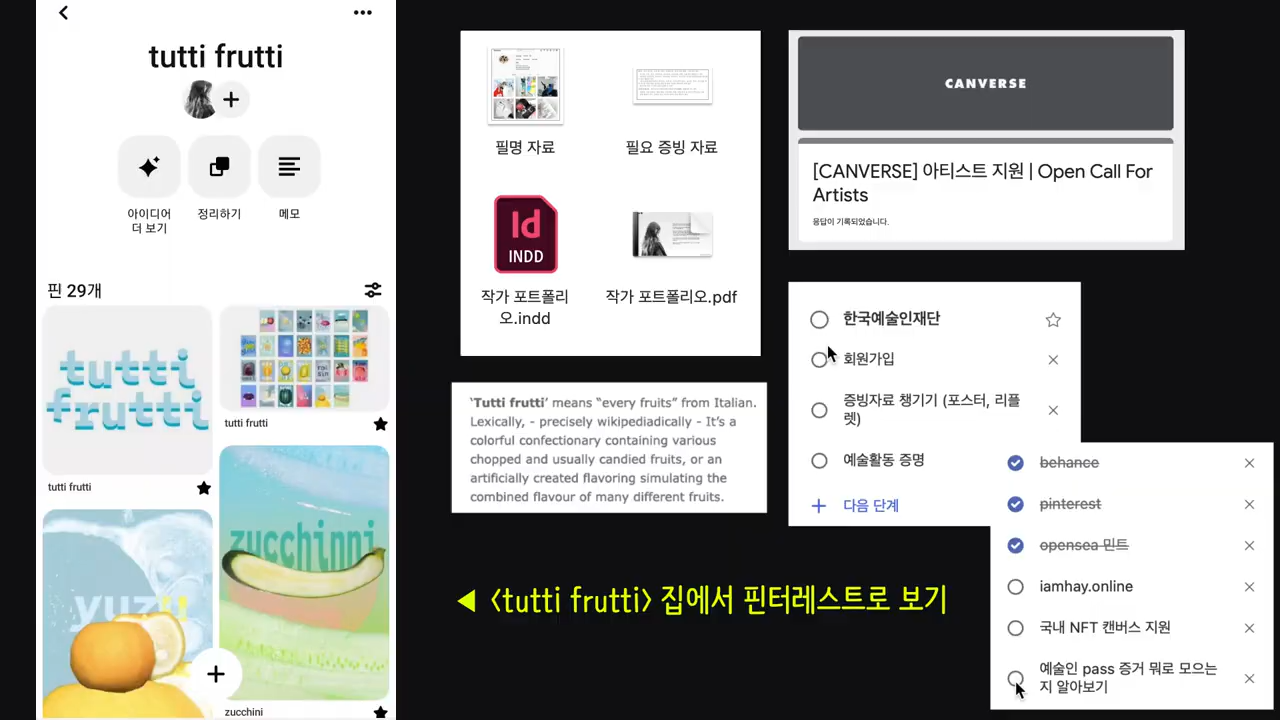 tutti frutti
아이디어
더 보기
정리하기
메모
핀 29개
tutti
frutti
tutti frutti
tutti frutti
YUZU
zucchinni
zucchini
필명 자료
필요 증빙 자료
Id
INDD
작가 포트폴리
오.indd
작가 포트폴리오.pdf
‘Tutti frutti’ means “every fruits” from Italian.
Lexically, - precisely wikipediadically - It’s a
colorful confectionary containing various
chopped and usually candied fruits, or an
artificially created flavoring simulating the
combined flavour of many different fruits.
CANVERSE
[CANVERSE] 아티스트 지원 | Open Call For
Artists
응답이 기록되었습니다.
한국예술인재단
회원가입
증빙자료 챙기기 (포스터, 리플
렛)
예술활동 증명
다음 단계
behance
pinterest
opensea 민트
iamhay.online
국내 NFT 캔버스 지원
예술인 pass 증거 뭐로 모으는
지 알아보기
◀ <tutti frutti> 집에서 핀터레스트로 보기